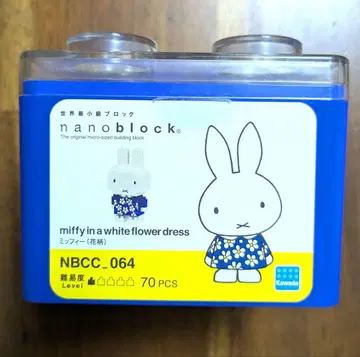 世界最小級ブロック
nanoblock®
The original micro-sized building block
miffy in a white flower dress
ミッフィー(花柄)
NBCC_064
難易度
Level
70 PCS
Kawada